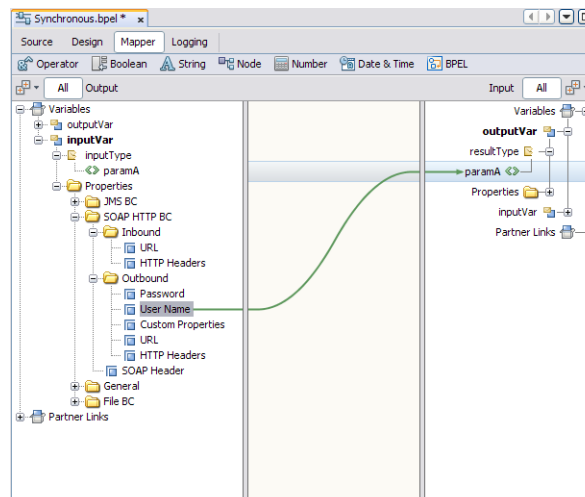 Synchronous.bpel * x
Source Design Mapper Logging
Operator Boolean String Node Number Date & Time BPEL
All Output Input All
Variables Variables
outputVar outputVar
inputVar resultType
inputType paramA
paramA Properties
Properties inputVar
JMS BC Partner Links
SOAP HTTP BC
Inbound
URL
HTTP Headers
Outbound
Password
User Name
Custom Properties
URL
HTTP Headers
SOAP Header
General
File BC
Partner Links